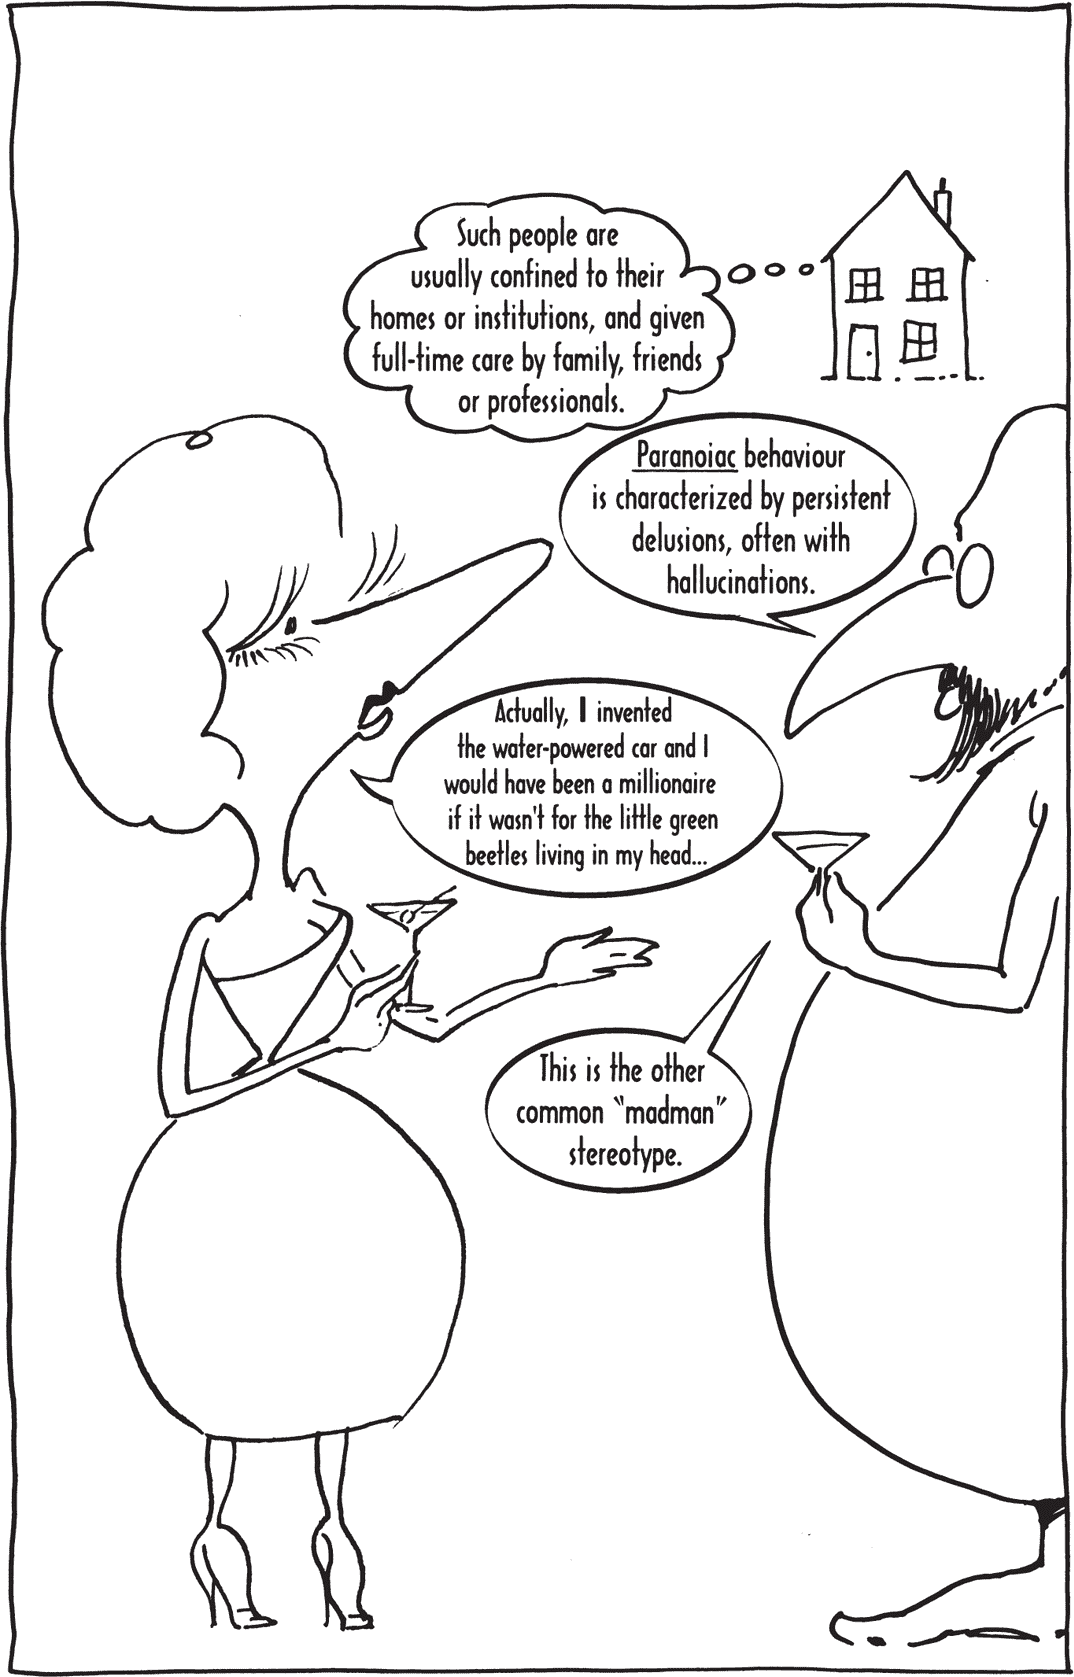 Such people are
usually confined to their
homes or institutions, and given
full-time care by family, friends
or professionals.
Paranoiac behaviour
is characterized by persistent
delusions, often with
hallucinations.
Actually, I invented
the water-powered car and I
would have been a millionaire
if it wasn't for the little green
beetles living in my head...
This is the other
common "madman"
stereotype.